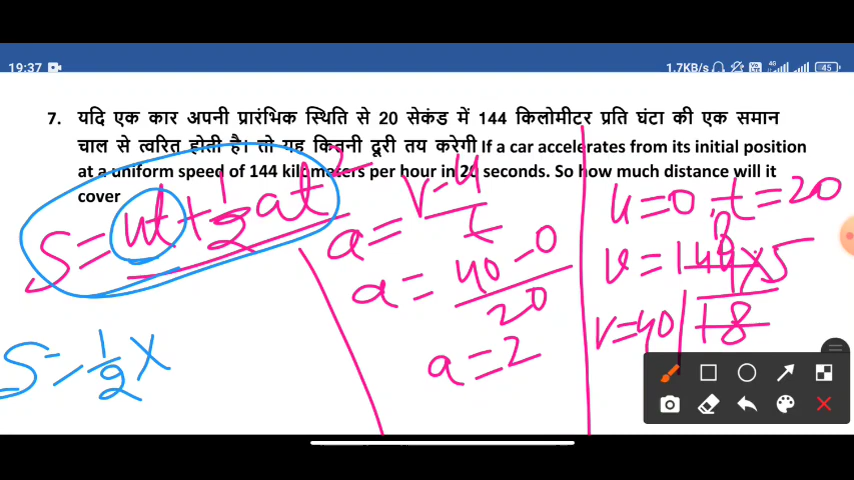 19:37
1.7KB/s 4G 45
7. यदि एक कार अपनी प्रारंभिक स्थिति से 20 सेकंड में 144 किलोमीटर प्रति घंटा की एक समान
चाल से त्वरित होती है। तो यह कितनी दूरी तय करेगी If a car accelerates from its initial position
at a uniform speed of 144 kilometers per hour in 20 seconds. So how much distance will it
cover
S=ut+1/2at²
a=v-u/t
a=40-0/20
a=2
u=0, t=20
v=144×5/18
v=40
S=1/2×